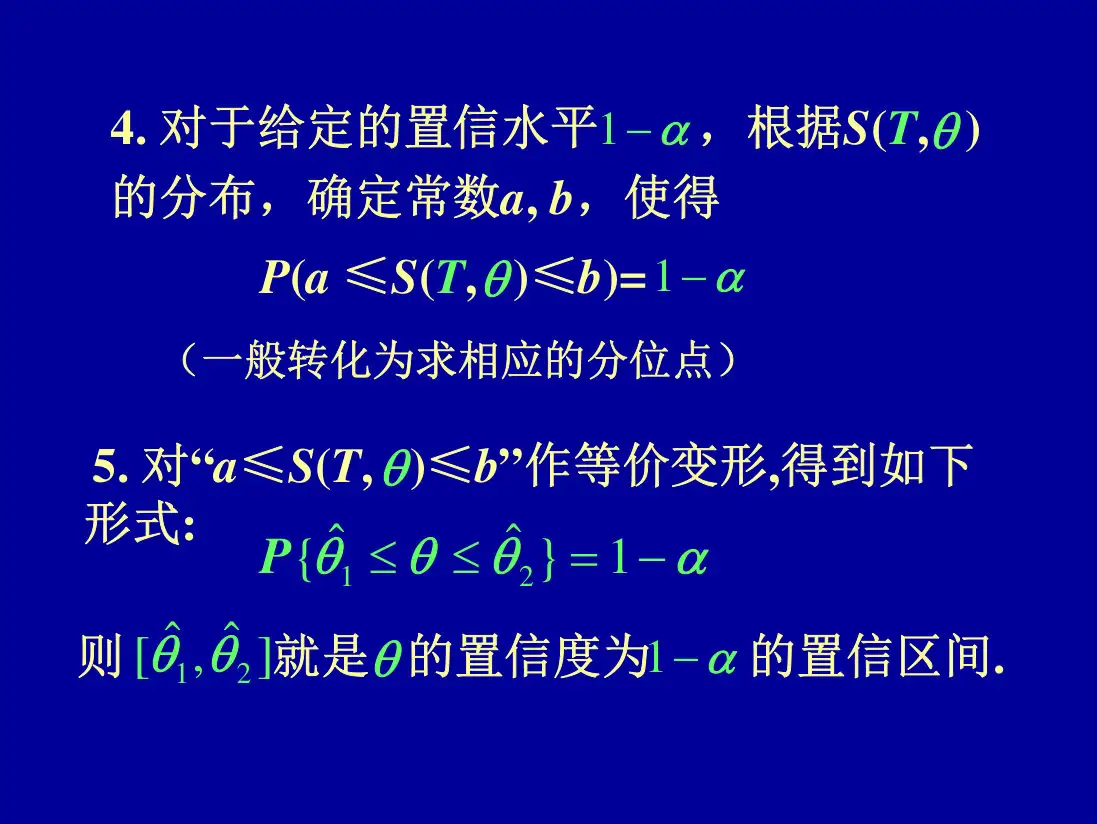 4. 对于给定的置信水平1−α，根据S(T,θ)
的分布，确定常数a, b，使得
P(a ≤S(T,θ)≤b)=1−α
（一般转化为求相应的分位点）
5. 对“a≤S(T,θ)≤b”作等价变形,得到如下
形式:
P{θ̂₁ ≤ θ ≤ θ̂₂} = 1−α
则 [θ̂₁, θ̂₂]就是θ的置信度为1−α 的置信区间.